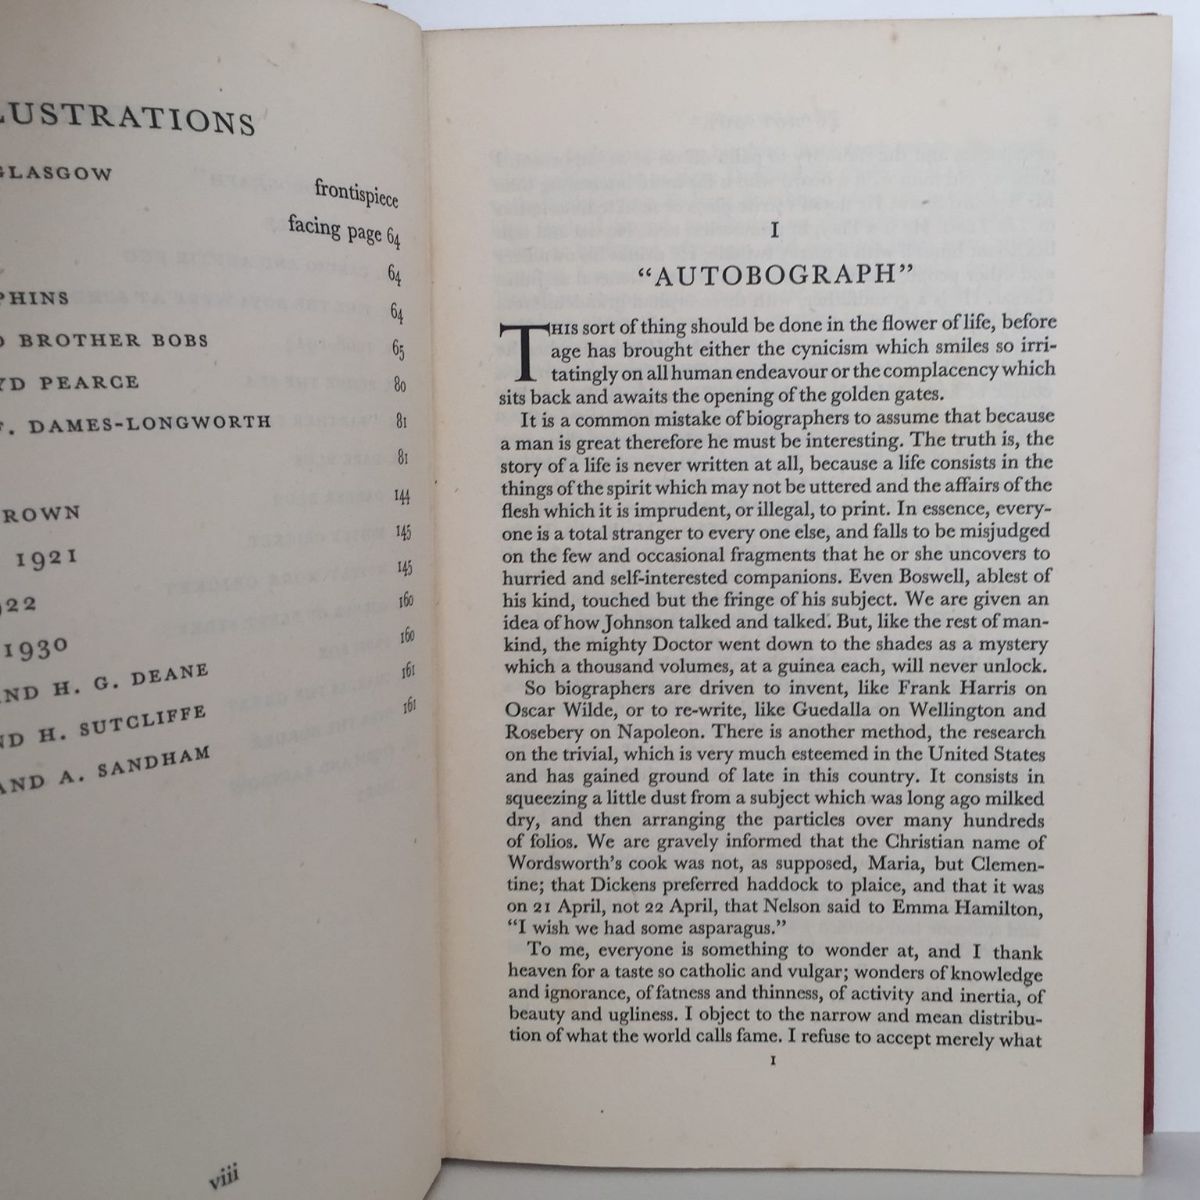 LUSTRATIONS
GLASGOW
frontispiece
facing page 64
64
PHINS
64
BROTHER BOBS
65
YD PEARCE
80
F. DAMES-LONGWORTH
81
81
144
ROWN
145
1921
145
922
160
1930
160
AND H. G. DEANE
161
ND H. SUTCLIFFE
161
AND A. SANDHAM
viii
I
"AUTOBOGRAPH"
THIS sort of thing should be done in the flower of life, before
age has brought either the cynicism which smiles so irri-
tatingly on all human endeavour or the complacency which
sits back and awaits the opening of the golden gates.
It is a common mistake of biographers to assume that because
a man is great therefore he must be interesting. The truth is, the
story of a life is never written at all, because a life consists in the
things of the spirit which may not be uttered and the affairs of the
flesh which it is imprudent, or illegal, to print. In essence, every-
one is a total stranger to every one else, and falls to be misjudged
on the few and occasional fragments that he or she uncovers to
hurried and self-interested companions. Even Boswell, ablest of
his kind, touched but the fringe of his subject. We are given an
idea of how Johnson talked and talked. But, like the rest of man-
kind, the mighty Doctor went down to the shades as a mystery
which a thousand volumes, at a guinea each, will never unlock.
So biographers are driven to invent, like Frank Harris on
Oscar Wilde, or to re-write, like Guedalla on Wellington and
Rosebery on Napoleon. There is another method, the research
on the trivial, which is very much esteemed in the United States
and has gained ground of late in this country. It consists in
squeezing a little dust from a subject which was long ago milked
dry, and then arranging the particles over many hundreds
of folios. We are gravely informed that the Christian name of
Wordsworth's cook was not, as supposed, Maria, but Clemen-
tine; that Dickens preferred haddock to plaice, and that it was
on 21 April, not 22 April, that Nelson said to Emma Hamilton,
"I wish we had some asparagus."
To me, everyone is something to wonder at, and I thank
heaven for a taste so catholic and vulgar; wonders of knowledge
and ignorance, of fatness and thinness, of activity and inertia, of
beauty and ugliness. I object to the narrow and mean distribu-
tion of what the world calls fame. I refuse to accept merely what
1